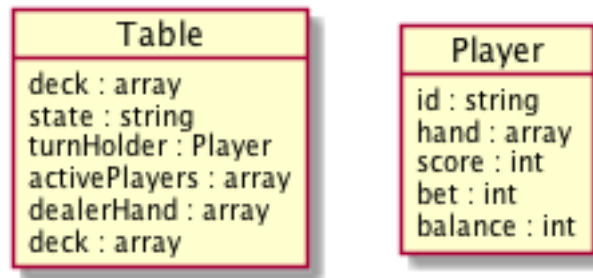 Table
deck : array
state : string
turnHolder : Player
activePlayers : array
dealerHand : array
deck : array
Player
id : string
hand : array
score : int
bet : int
balance : int